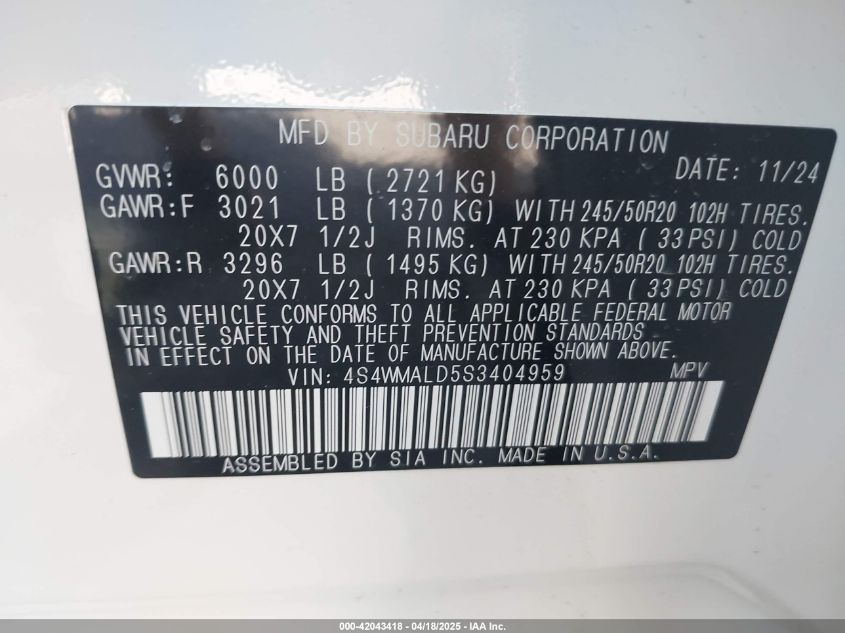 MFD BY SUBARU CORPORATION
GVWR: 6000 LB ( 2721 KG) DATE: 11/24
GAWR:F 3021 LB ( 1370 KG) WITH 245/50R20 102H TIRES.
20X7 1/2J RIMS. AT 230 KPA ( 33 PSI) COLD
GAWR:R 3296 LB ( 1495 KG) WITH 245/50R20 102H TIRES.
20X7 1/2J RIMS. AT 230 KPA ( 33 PSI) COLD
THIS VEHICLE CONFORMS TO ALL APPLICABLE FEDERAL MOTOR
VEHICLE SAFETY AND THEFT PREVENTION STANDARDS
IN EFFECT ON THE DATE OF MANUFACTURE SHOWN ABOVE.
VIN: 4S4WMALD5S3404959 MPV
ASSEMBLED BY SIA INC. MADE IN U.S.A.
000-42043418 - 04/18/2025 - IAA Inc.